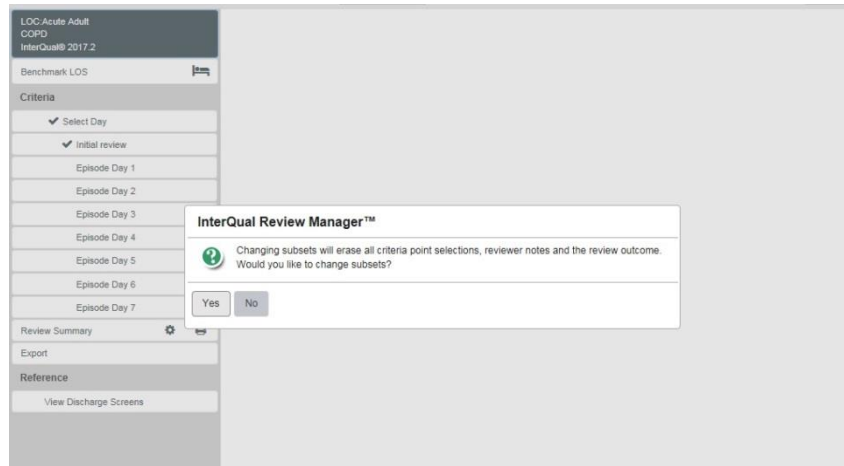 LOC:Acute Adult
COPD
InterQual® 2017.2
Benchmark LOS
Criteria
Select Day
Initial review
Episode Day 1
Episode Day 2
Episode Day 3
Episode Day 4
Episode Day 5
Episode Day 6
Episode Day 7
Review Summary
Export
Reference
View Discharge Screens
InterQual Review Manager™
Changing subsets will erase all criteria point selections, reviewer notes and the review outcome.
Would you like to change subsets?
Yes No